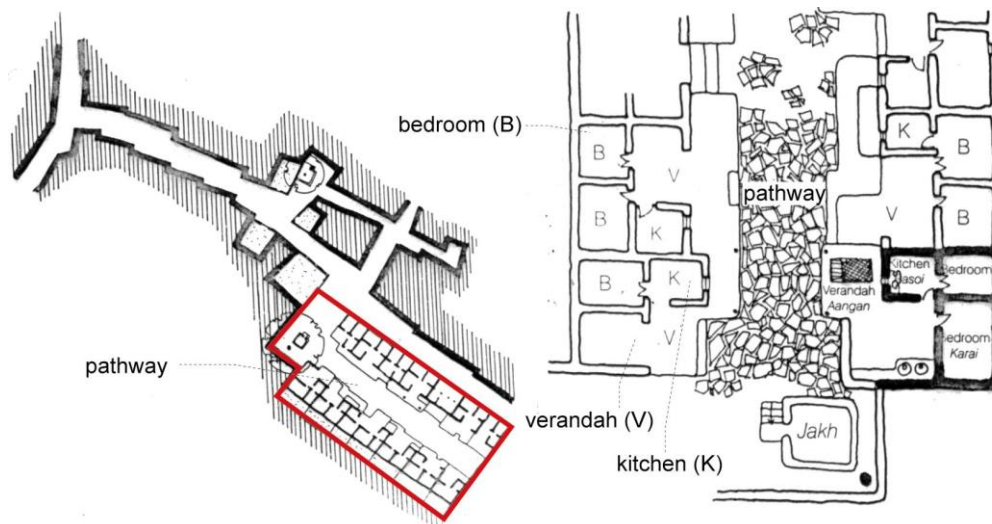 pathway
bedroom (B)
B
V
B
K
B
K
V
verandah (V)
kitchen (K)
pathway
K
B
V
B
Kitchen
Rasoi
Bedroom
Verandah
Aangan
Bedroom
Karai
Jakh